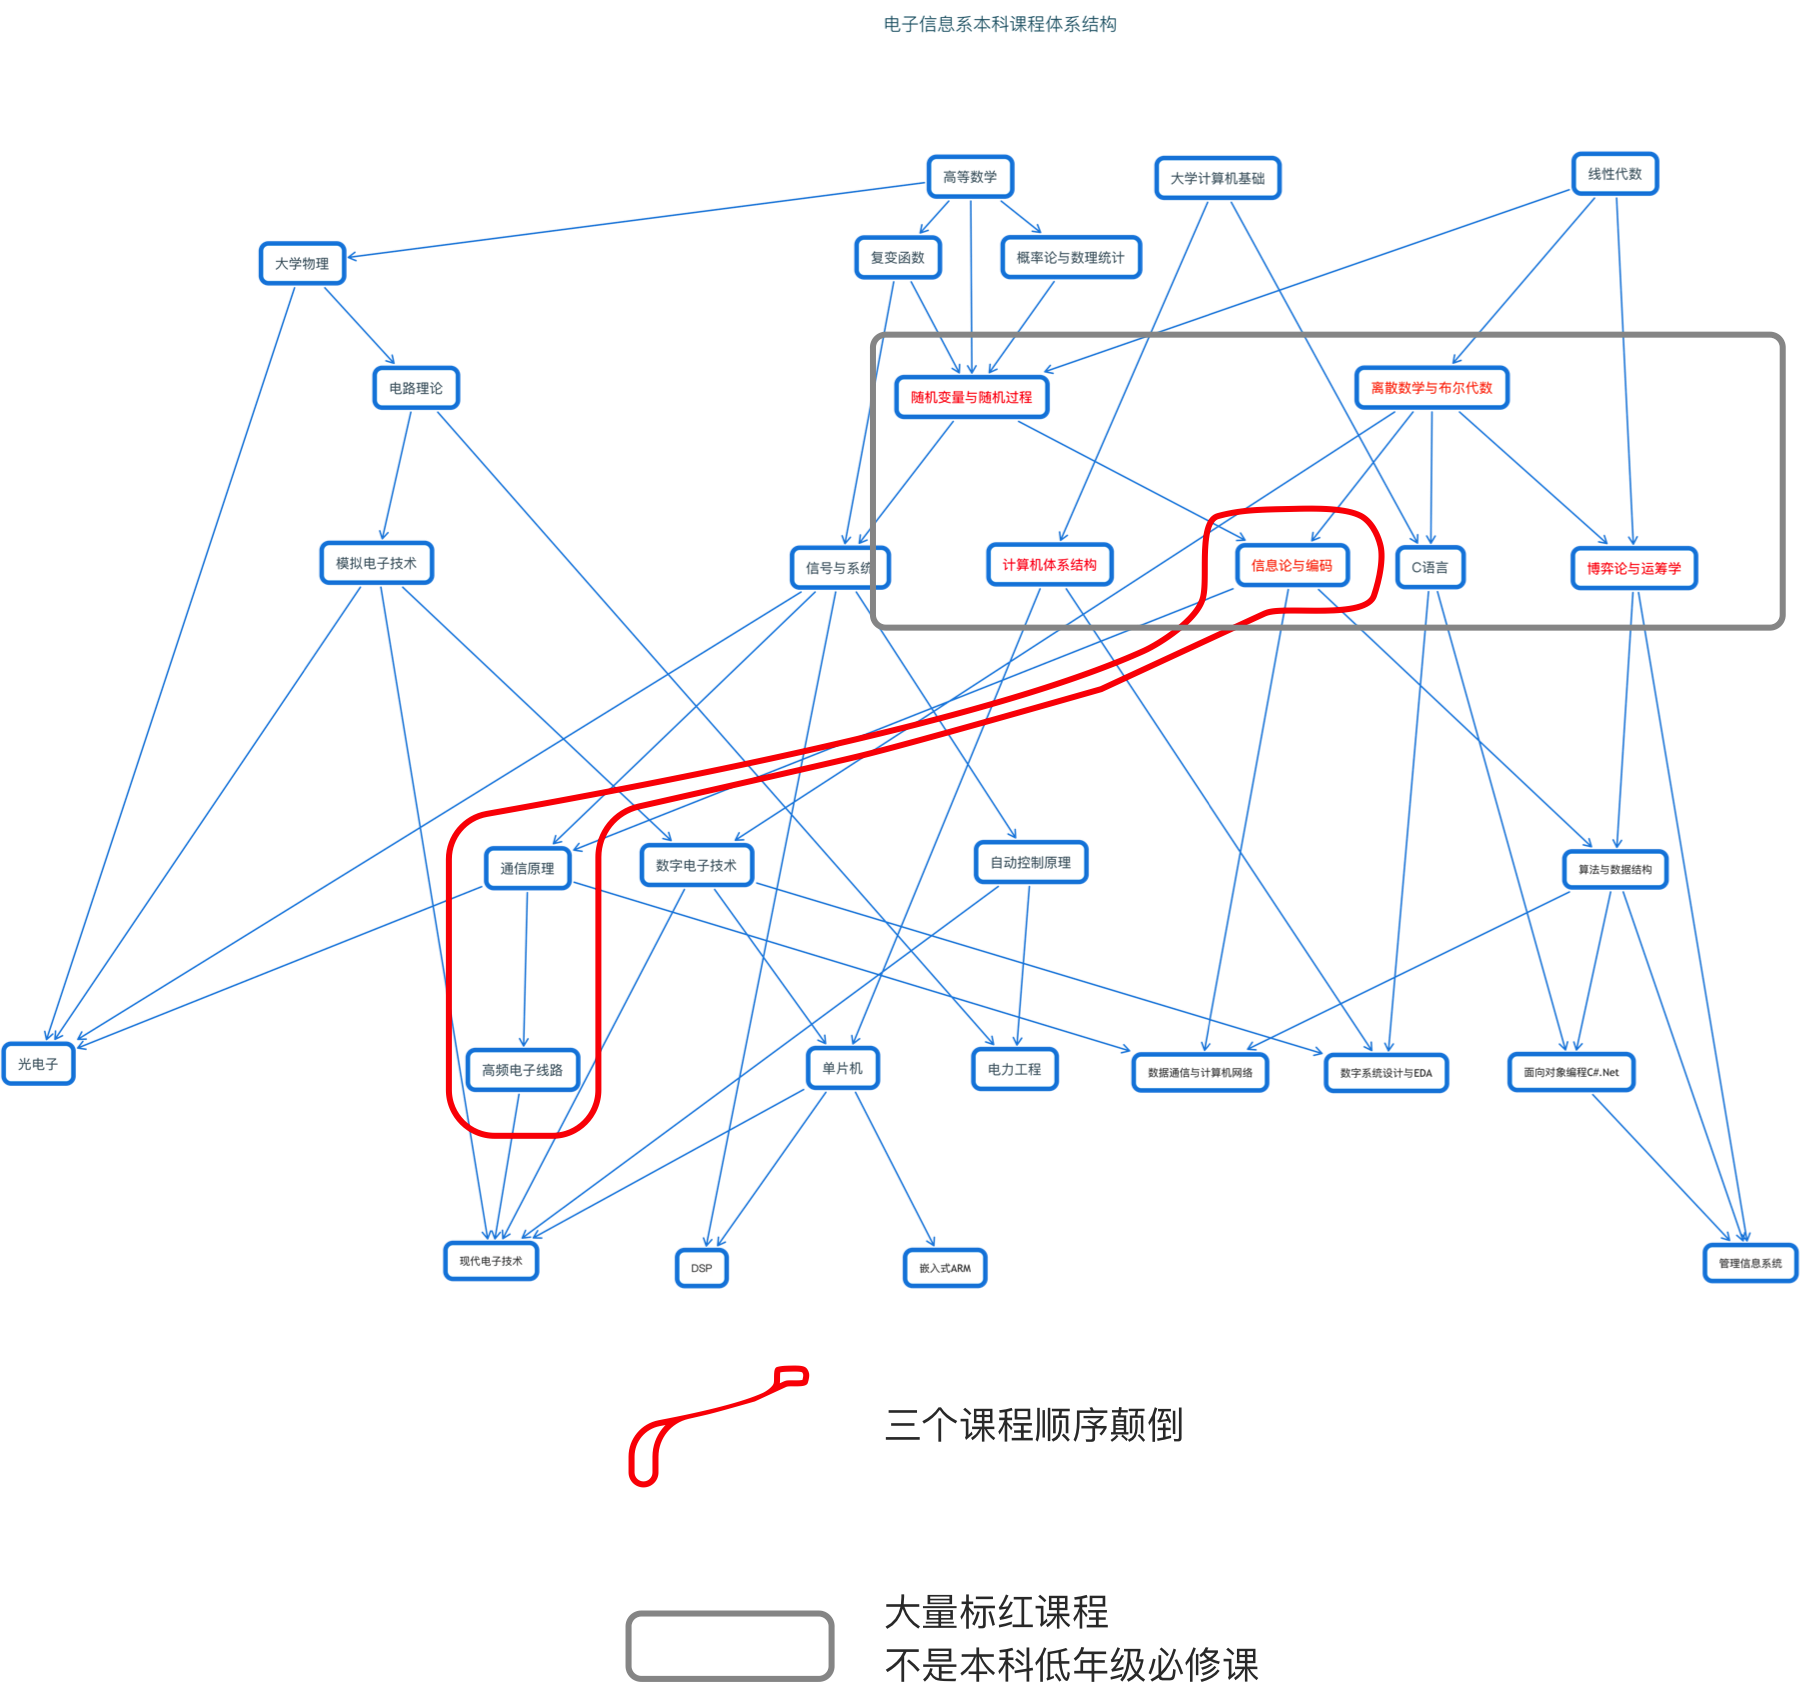 电子信息系本科课程体系结构
高等数学
大学计算机基础
线性代数
大学物理
复变函数
概率论与数理统计
电路理论
随机变量与随机过程
离散数学与布尔代数
模拟电子技术
信号与系统
计算机体系结构
信息论与编码
C语言
博弈论与运筹学
通信原理
数字电子技术
自动控制原理
算法与数据结构
光电子
高频电子线路
单片机
电力工程
数据通信与计算机网络
数字系统设计与EDA
面向对象编程C#.Net
现代电子技术
DSP
嵌入式ARM
管理信息系统
三个课程顺序颠倒
大量标红课程
不是本科低年级必修课